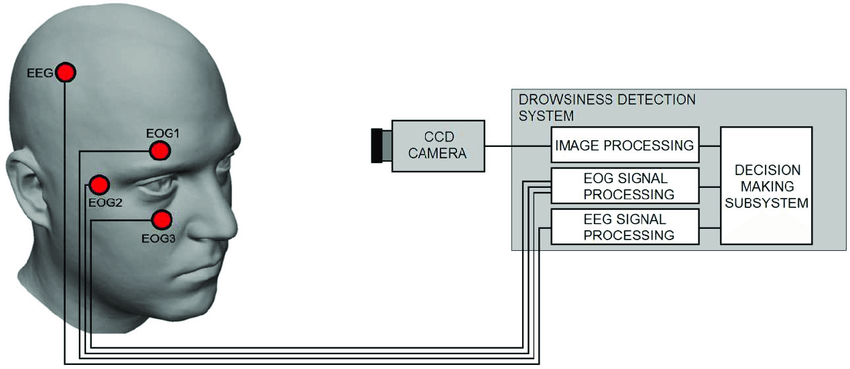 EEG
EOG1
EOG2
EOG3
CCD
CAMERA
DROWSINESS DETECTION
SYSTEM
IMAGE PROCESSING
EOG SIGNAL
PROCESSING
EEG SIGNAL
PROCESSING
DECISION
MAKING
SUBSYSTEM